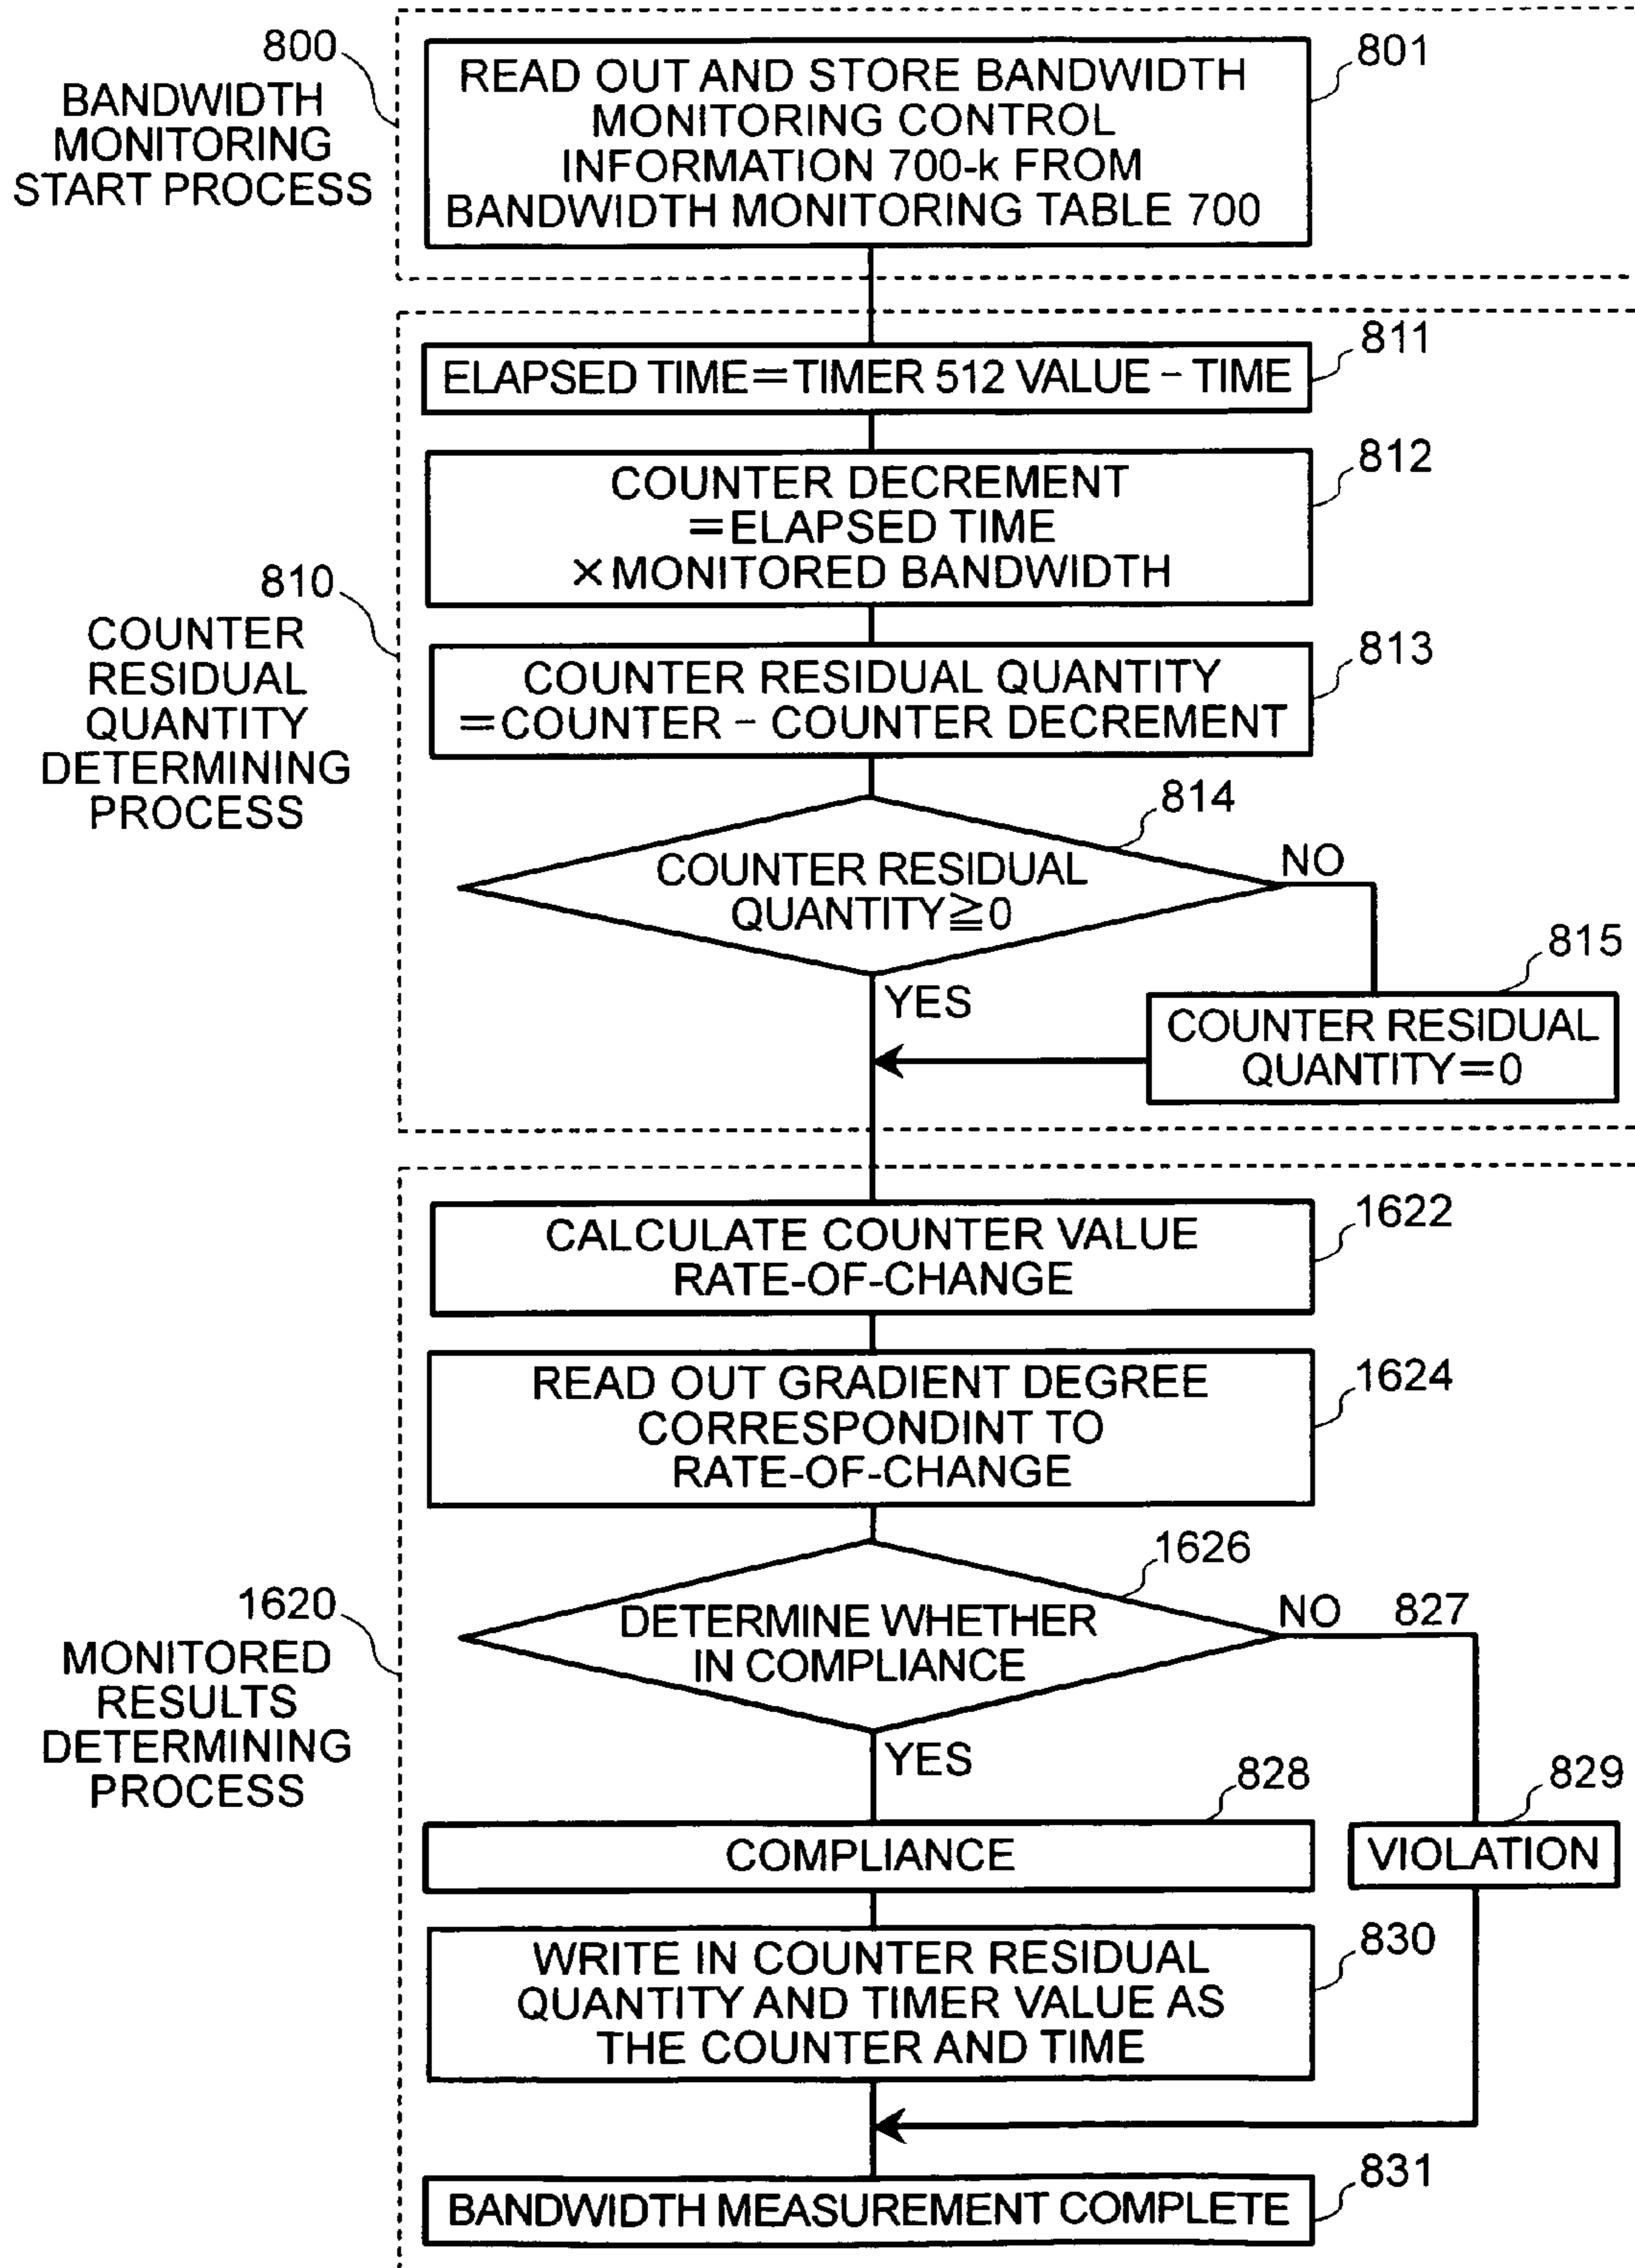 800
BANDWIDTH
MONITORING
START PROCESS
801
READ OUT AND STORE BANDWIDTH
MONITORING CONTROL
INFORMATION 700-k FROM
BANDWIDTH MONITORING TABLE 700
810
COUNTER
RESIDUAL
QUANTITY
DETERMINING
PROCESS
811
ELAPSED TIME=TIMER 512 VALUE – TIME
812
COUNTER DECREMENT
=ELAPSED TIME
×MONITORED BANDWIDTH
813
COUNTER RESIDUAL QUANTITY
=COUNTER – COUNTER DECREMENT
814
COUNTER RESIDUAL
QUANTITY≧0
NO
YES
815
COUNTER RESIDUAL
QUANTITY=0
1620
MONITORED
RESULTS
DETERMINING
PROCESS
1622
CALCULATE COUNTER VALUE
RATE-OF-CHANGE
1624
READ OUT GRADIENT DEGREE
CORRESPONDINT TO
RATE-OF-CHANGE
1626
DETERMINE WHETHER
IN COMPLIANCE
NO 827
YES
828
COMPLIANCE
829
VIOLATION
830
WRITE IN COUNTER RESIDUAL
QUANTITY AND TIMER VALUE AS
THE COUNTER AND TIME
831
BANDWIDTH MEASUREMENT COMPLETE